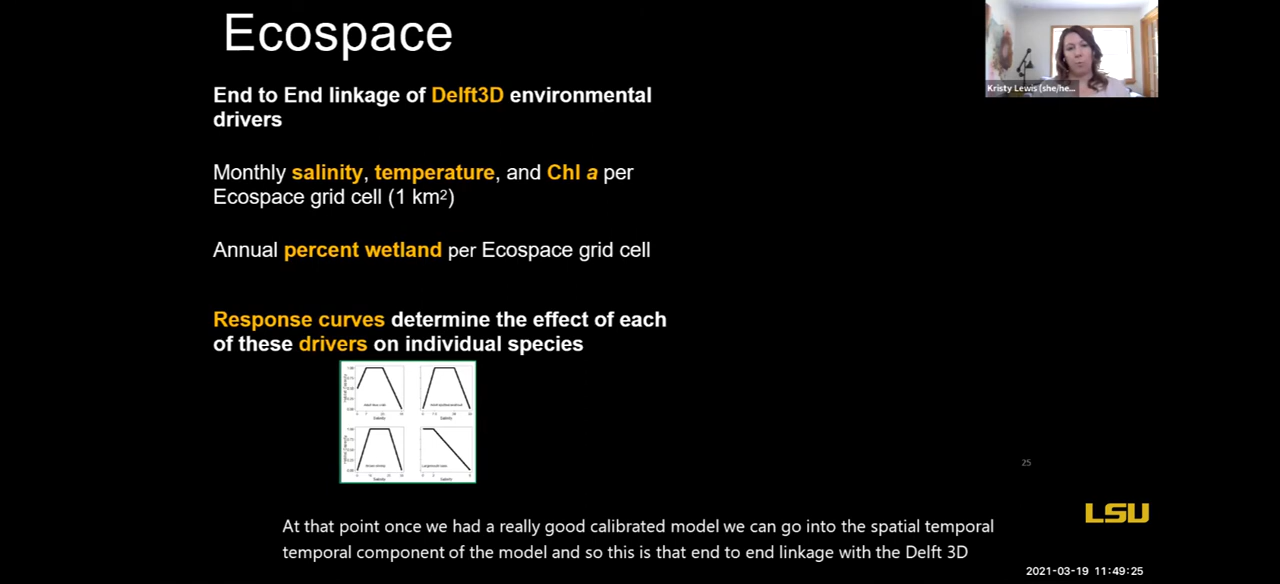 Ecospace
Kristy Lewis (she/he...
End to End linkage of Delft3D environmental
drivers
Monthly salinity, temperature, and Chl a per
Ecospace grid cell (1 km²)
Annual percent wetland per Ecospace grid cell
Response curves determine the effect of each
of these drivers on individual species
Salinity
Salinity
Salinity
Salinity
25
LSU
At that point once we had a really good calibrated model we can go into the spatial temporal
temporal component of the model and so this is that end to end linkage with the Delft 3D
2021-03-19 11:49:25